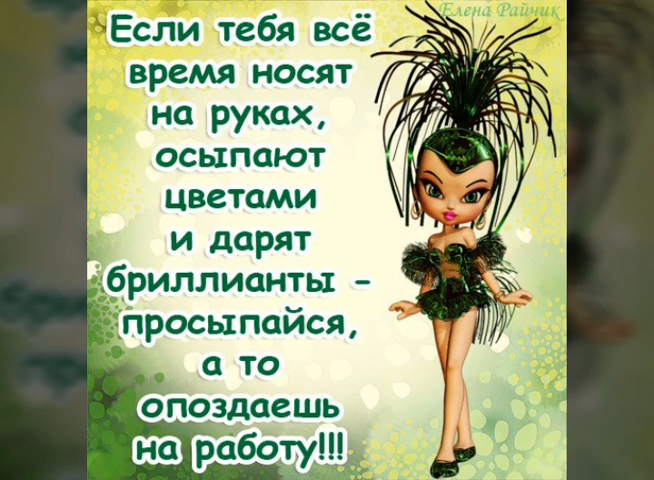 Елена Райчик
Если тебя всё
время носят
на руках,
осыпают
цветами
и дарят
бриллианты -
просыпайся,
а то
опоздаешь
на работу!!!